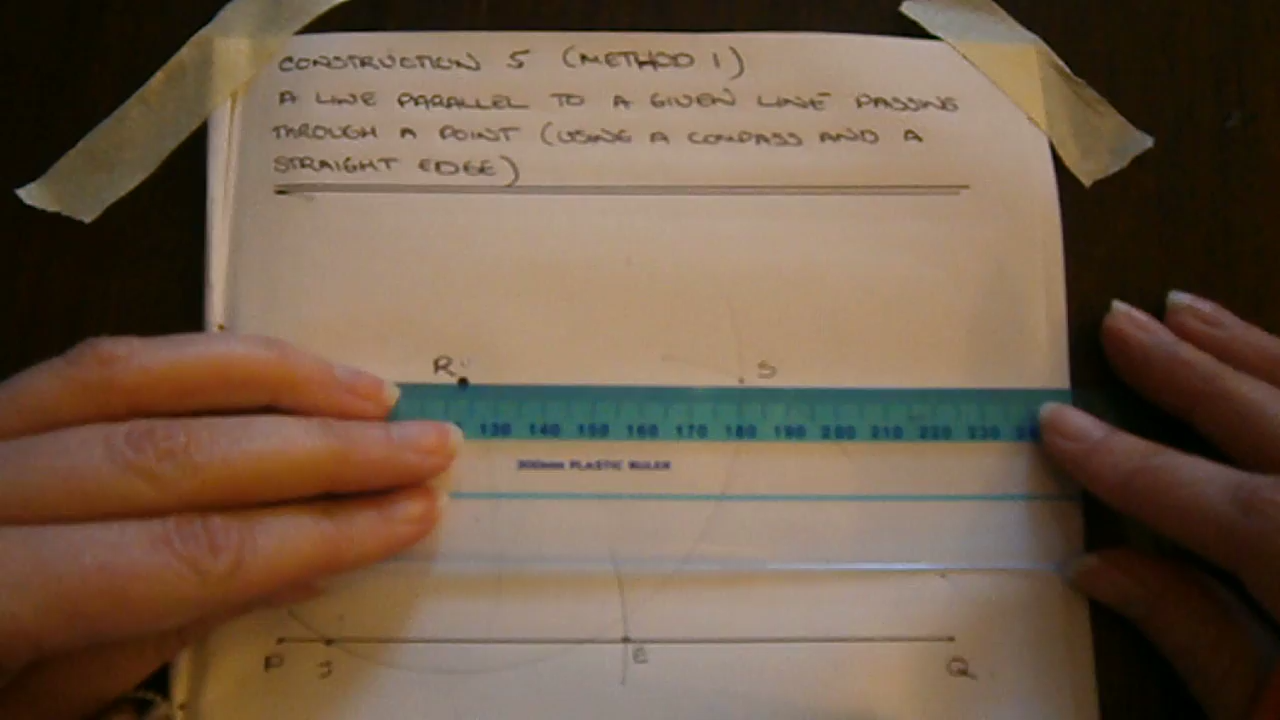 CONSTRUCTION 5 (METHOD 1)
A LINE PARALLEL TO A GIVEN LINE PASSING
THROUGH A POINT (USING A COMPASS AND A
STRAIGHT EDGE)
R S
130 140 150 160 170 180 190 200 210 220 230
300mm PLASTIC RULER
P Q